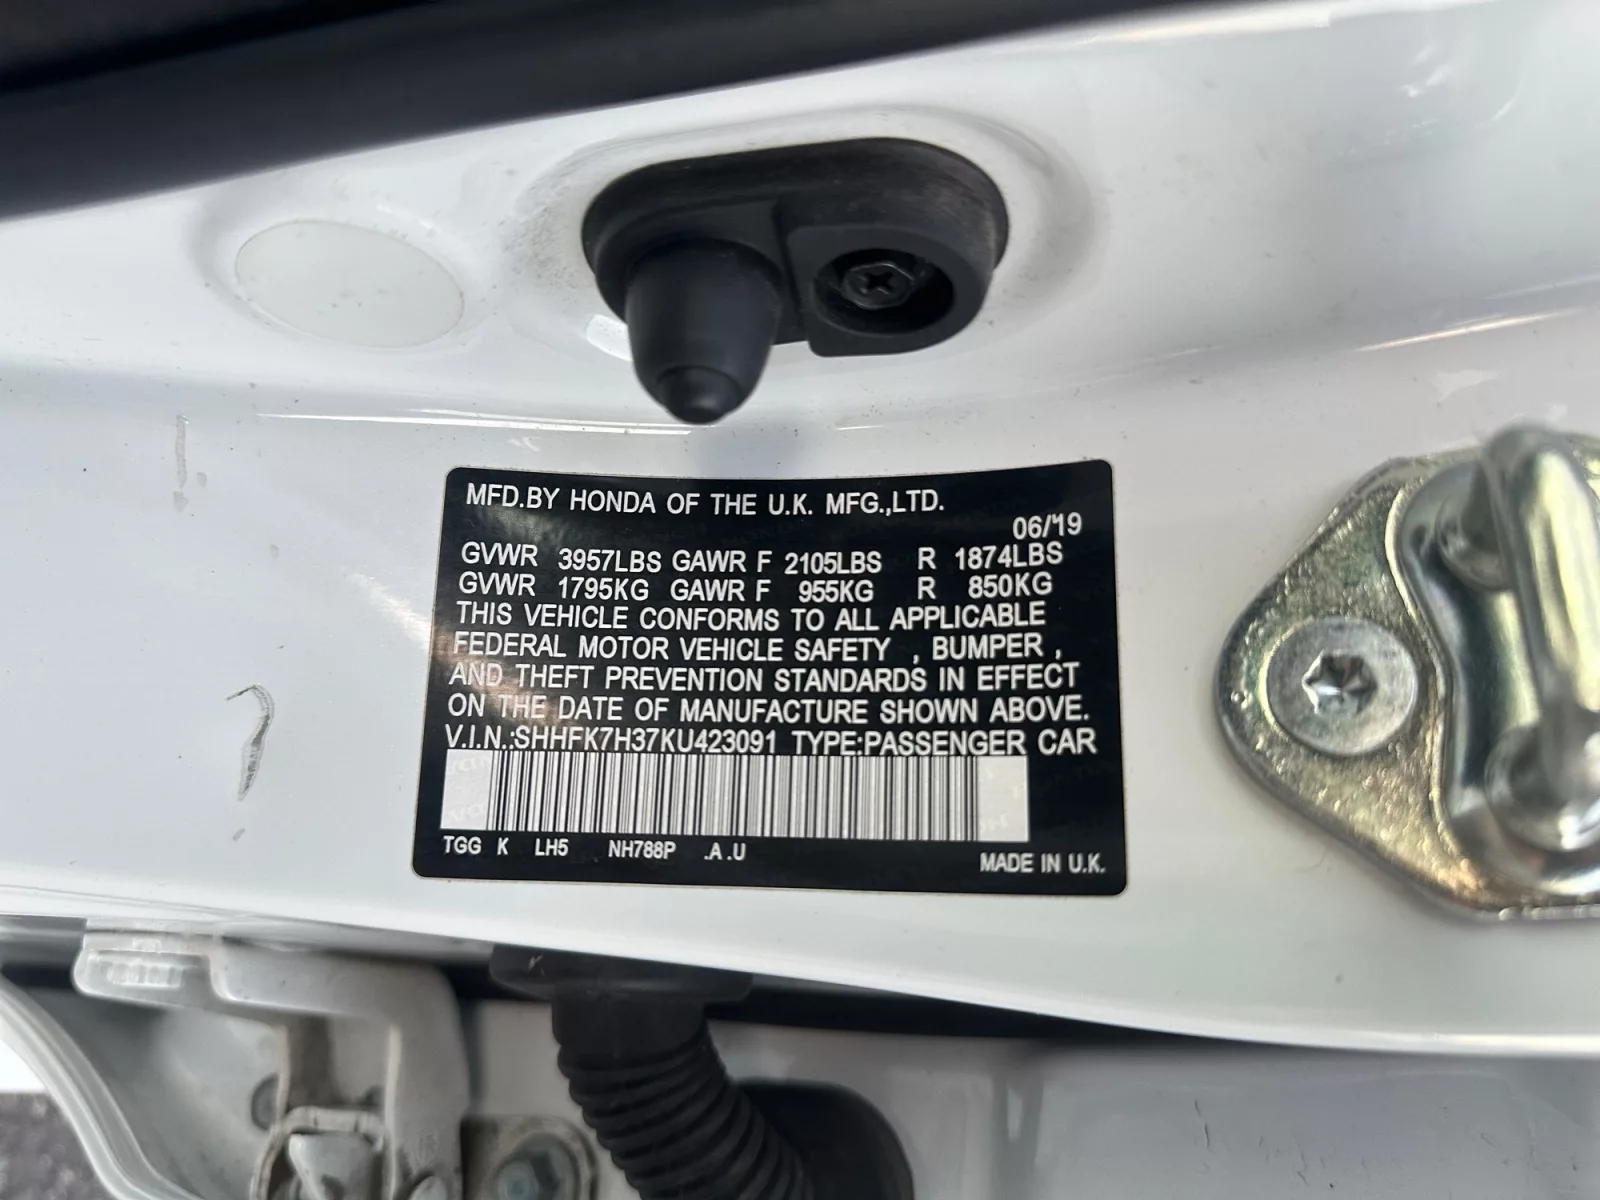 MFD.BY HONDA OF THE U.K. MFG.,LTD.
06/19
GVWR 3957LBS GAWR F 2105LBS R 1874LBS
GVWR 1795KG GAWR F 955KG R 850KG
THIS VEHICLE CONFORMS TO ALL APPLICABLE
FEDERAL MOTOR VEHICLE SAFETY , BUMPER ,
AND THEFT PREVENTION STANDARDS IN EFFECT
ON THE DATE OF MANUFACTURE SHOWN ABOVE.
V.I.N.:SHHFK7H37KU423091 TYPE:PASSENGER CAR
TGG K LH5 NH788P .A .U
MADE IN U.K.